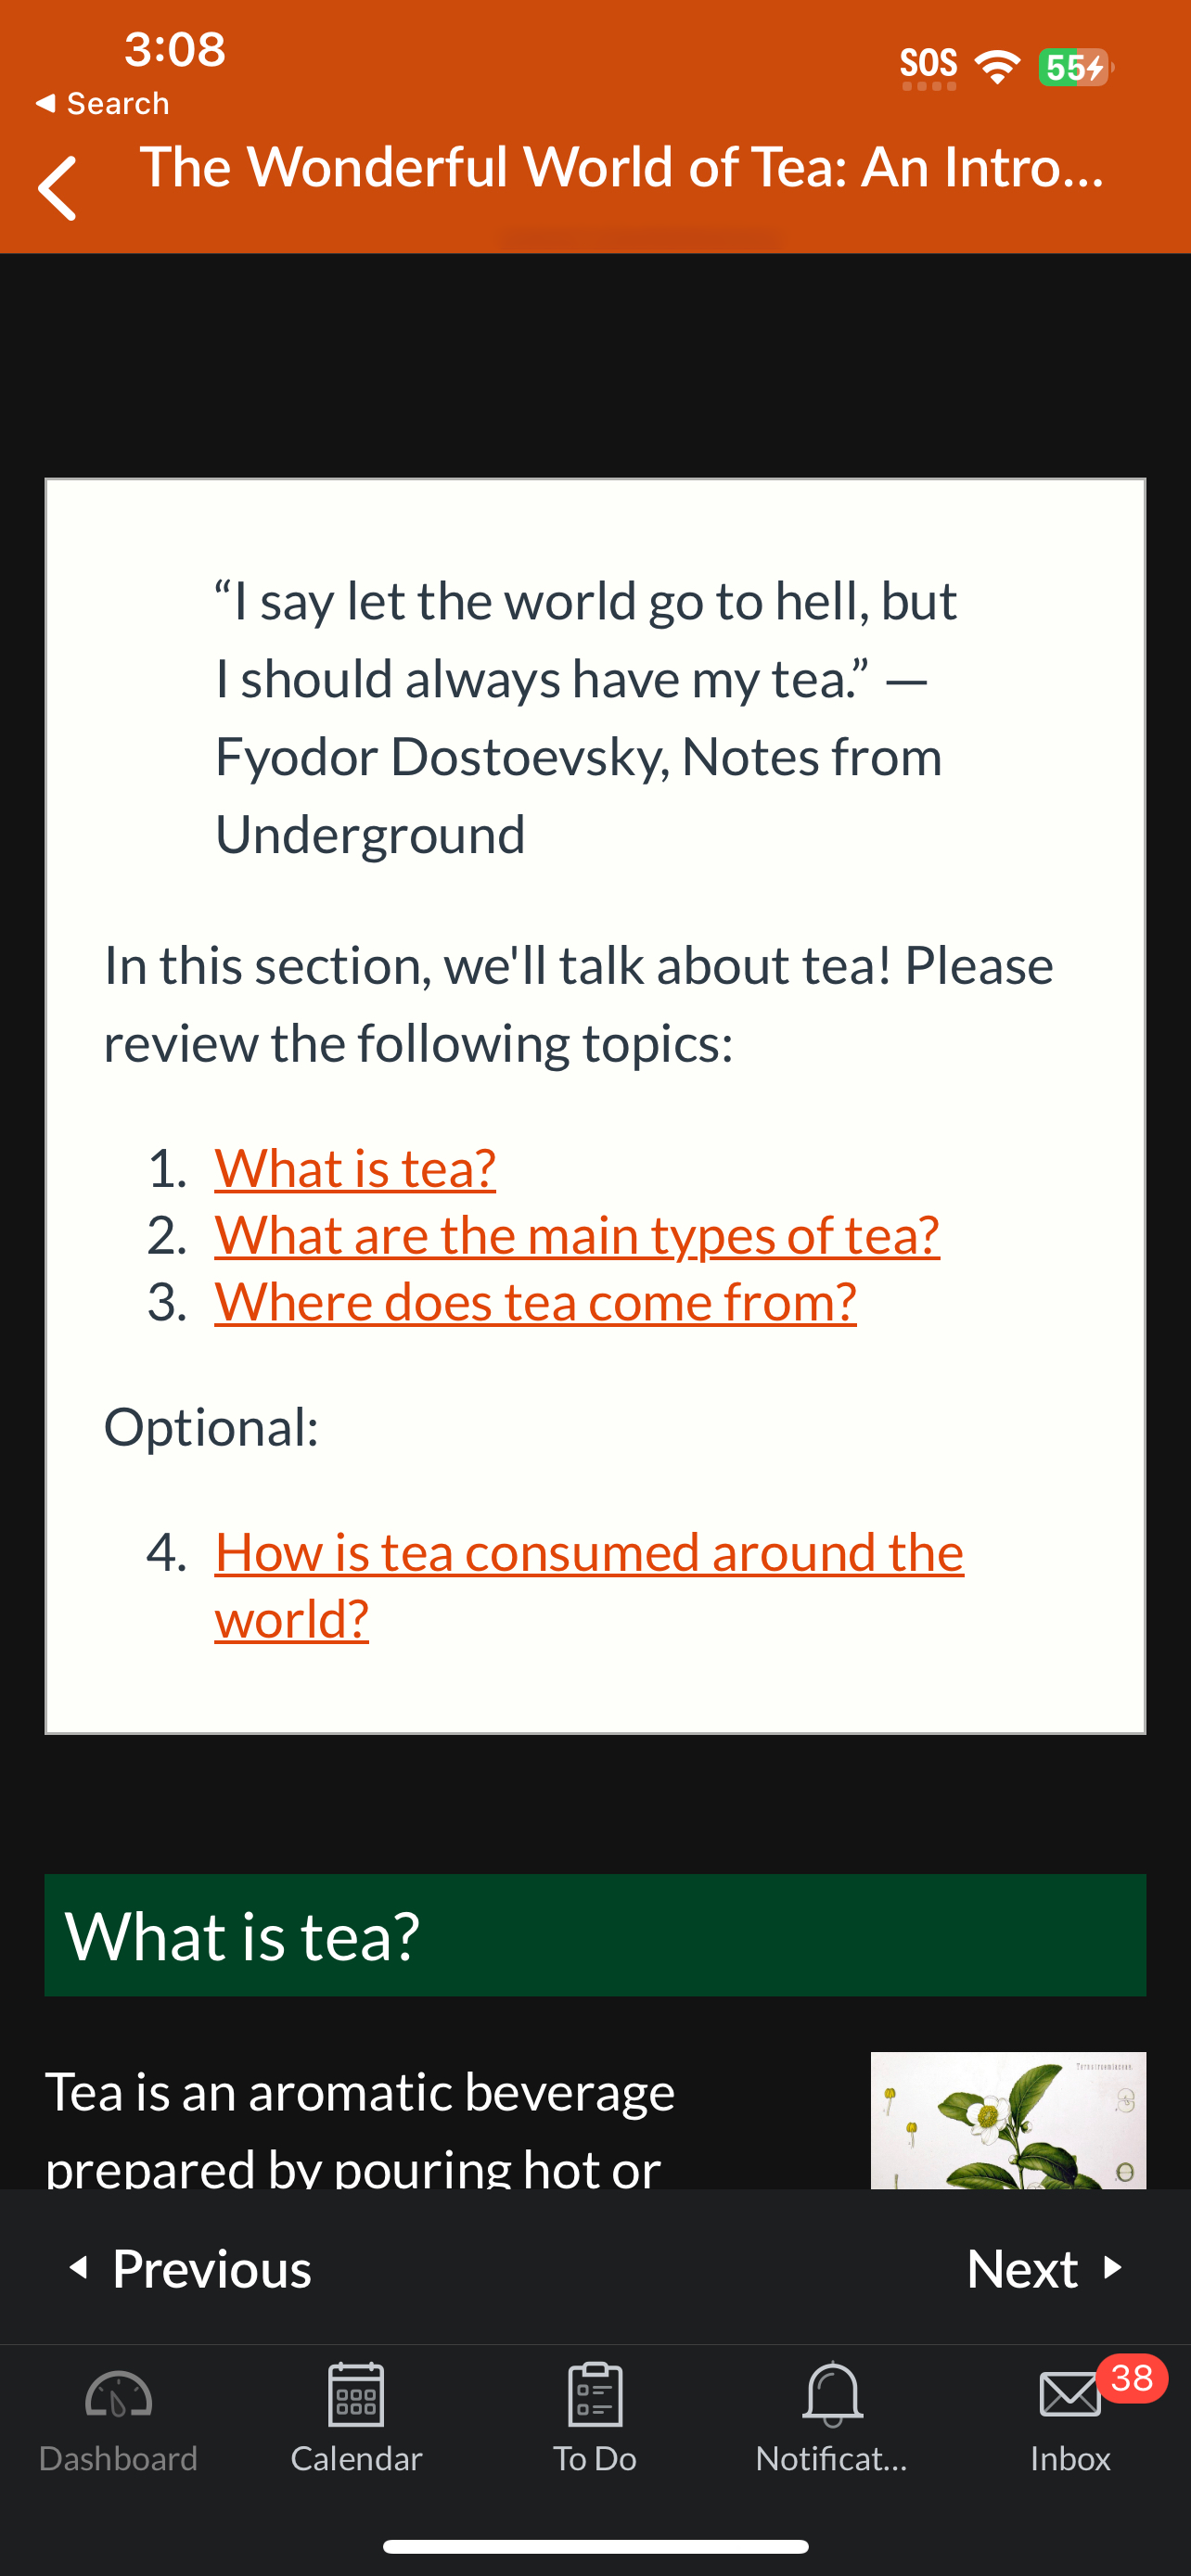 3:08
SOS
55
Search
The Wonderful World of Tea: An Intro...
“I say let the world go to hell, but
I should always have my tea.” —
Fyodor Dostoevsky, Notes from
Underground
In this section, we'll talk about tea! Please
review the following topics:
1. What is tea?
2. What are the main types of tea?
3. Where does tea come from?
Optional:
4. How is tea consumed around the
world?
What is tea?
Tea is an aromatic beverage
prepared by pouring hot or
Previous
Next
38
Dashboard
Calendar
To Do
Notificat...
Inbox